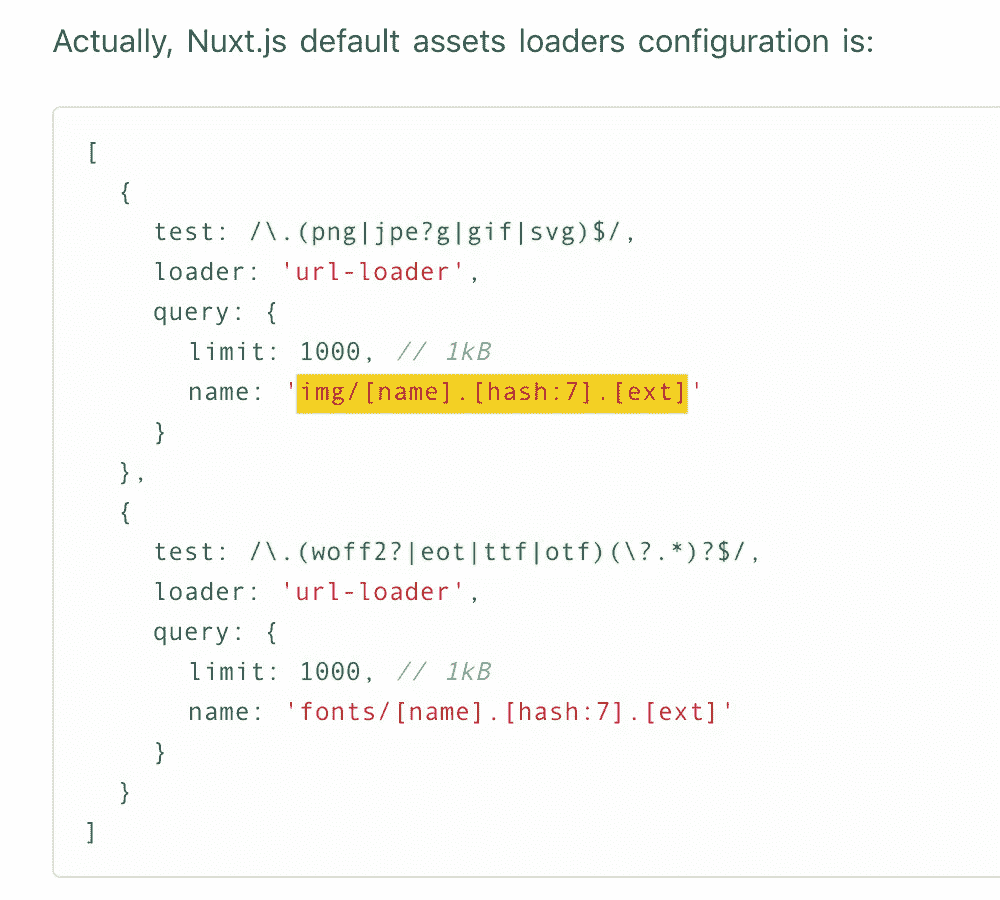 Actually, Nuxt.js default assets loaders configuration is:
[
{
test: /\.(png|jpe?g|gif|svg)$/,
loader: 'url-loader',
query: {
limit: 1000, // 1kB
name: 'img/[name].[hash:7].[ext]'
}
},
{
test: /\.(woff2?|eot|ttf|otf)(\?.*)?$/,
loader: 'url-loader',
query: {
limit: 1000, // 1kB
name: 'fonts/[name].[hash:7].[ext]'
}
}
]